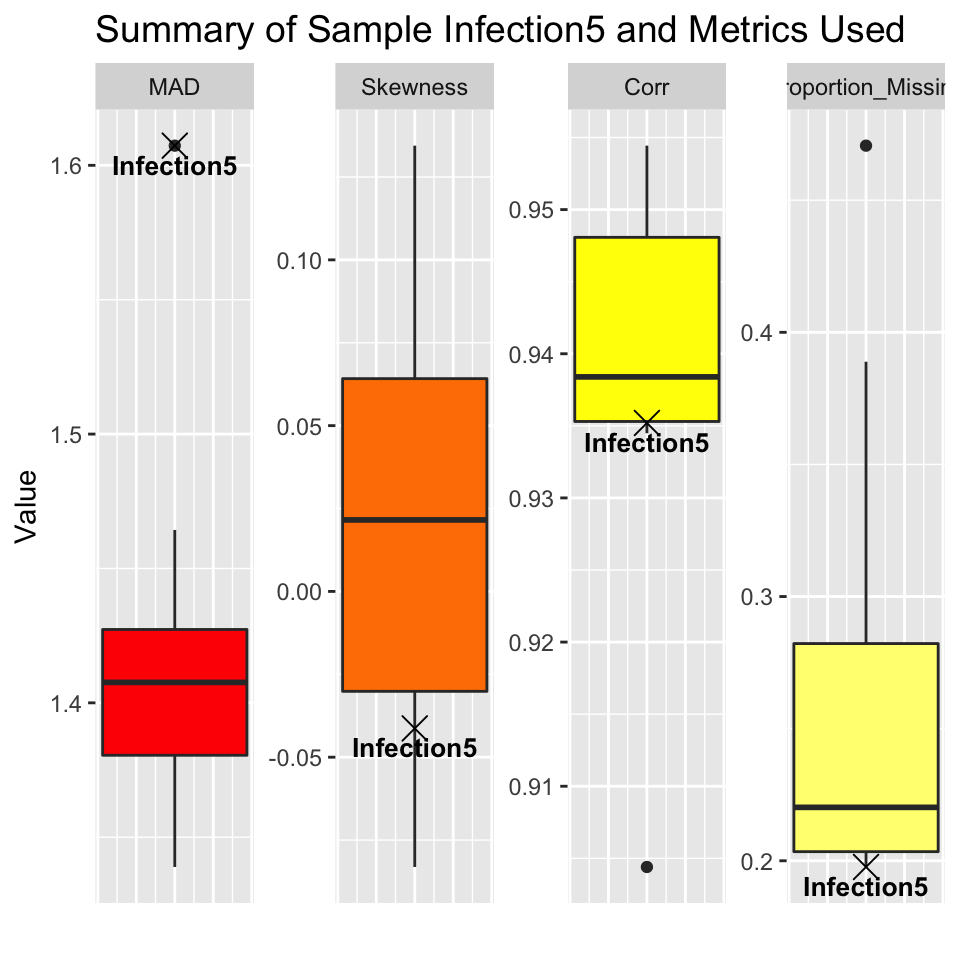 Summary of Sample Infection5 and Metrics Used
MAD
Skewness
Corr
roportion_Missin
Value
1.6
1.5
1.4
Infection5
0.10
0.05
0.00
-0.05
Infection5
0.95
0.94
0.93
0.92
0.91
Infection5
0.4
0.3
0.2
Infection5